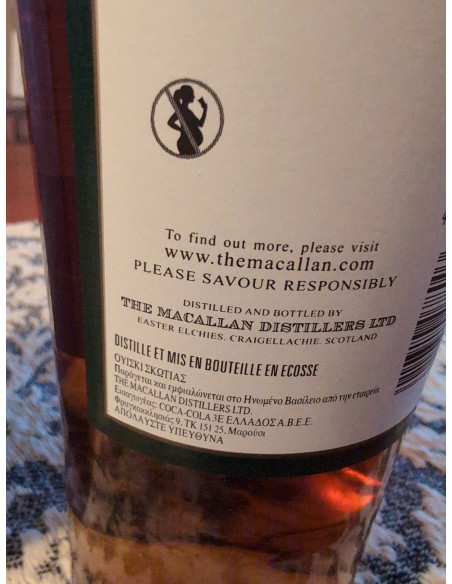 To find out more, please visit
www.themacallan.com
PLEASE SAVOUR RESPONSIBLY
DISTILLED AND BOTTLED BY
THE MACALLAN DISTILLERS LTD
EASTER ELCHIES, CRAIGELLACHIE, SCOTLAND
DISTILLE ET MIS EN BOUTEILLE EN ECOSSE
ΟΥΙΣΚΙ ΣΚΩΤΙΑΣ
Παράγεται και εμφιαλώνεται στο Ηνωμένο Βασίλειο από την εταιρεία
THE MACALLAN DISTILLERS LTD.
Εισαγωγέας: COCA-COLA 3E ΕΛΛΑΔΟΣ Α.Β.Ε.Ε.
Φραγκοκκλησιάς 9, ΤΚ 151 25, Μαρούσι
ΑΠΟΛΑΥΣΤΕ ΥΠΕΥΘΥΝΑ